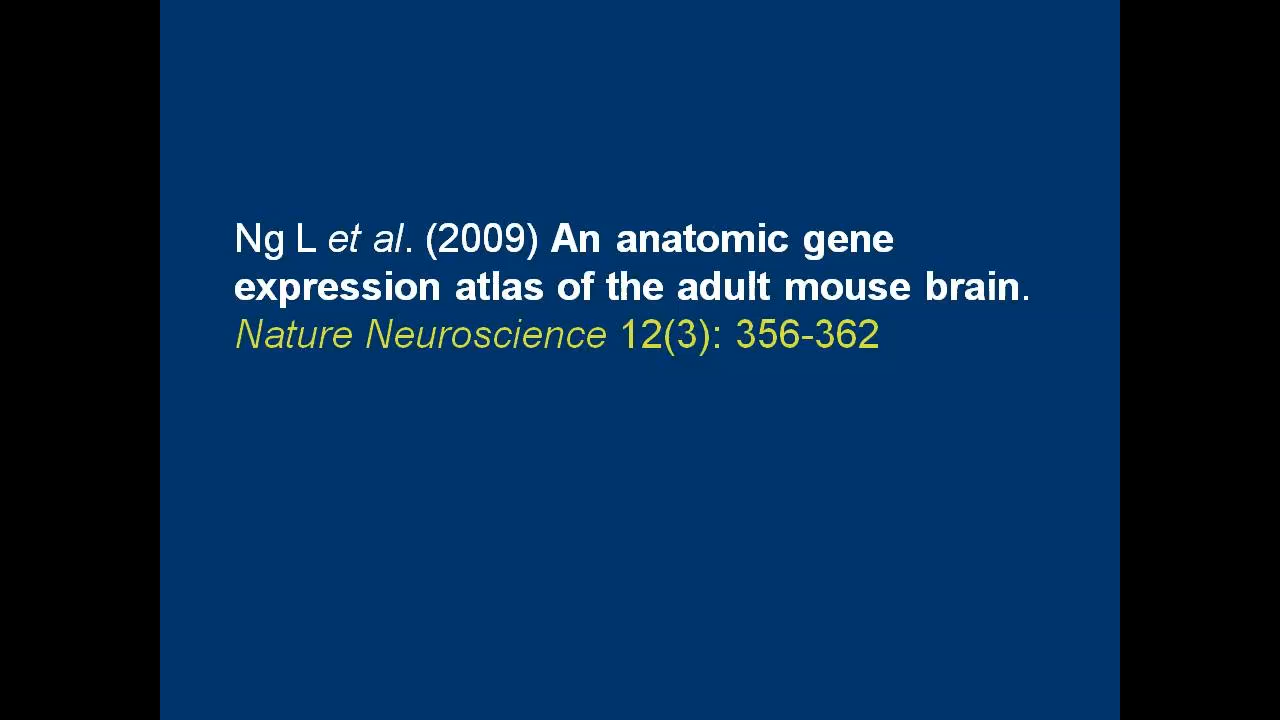 Ng L et al. (2009) An anatomic gene
expression atlas of the adult mouse brain.
Nature Neuroscience 12(3): 356-362